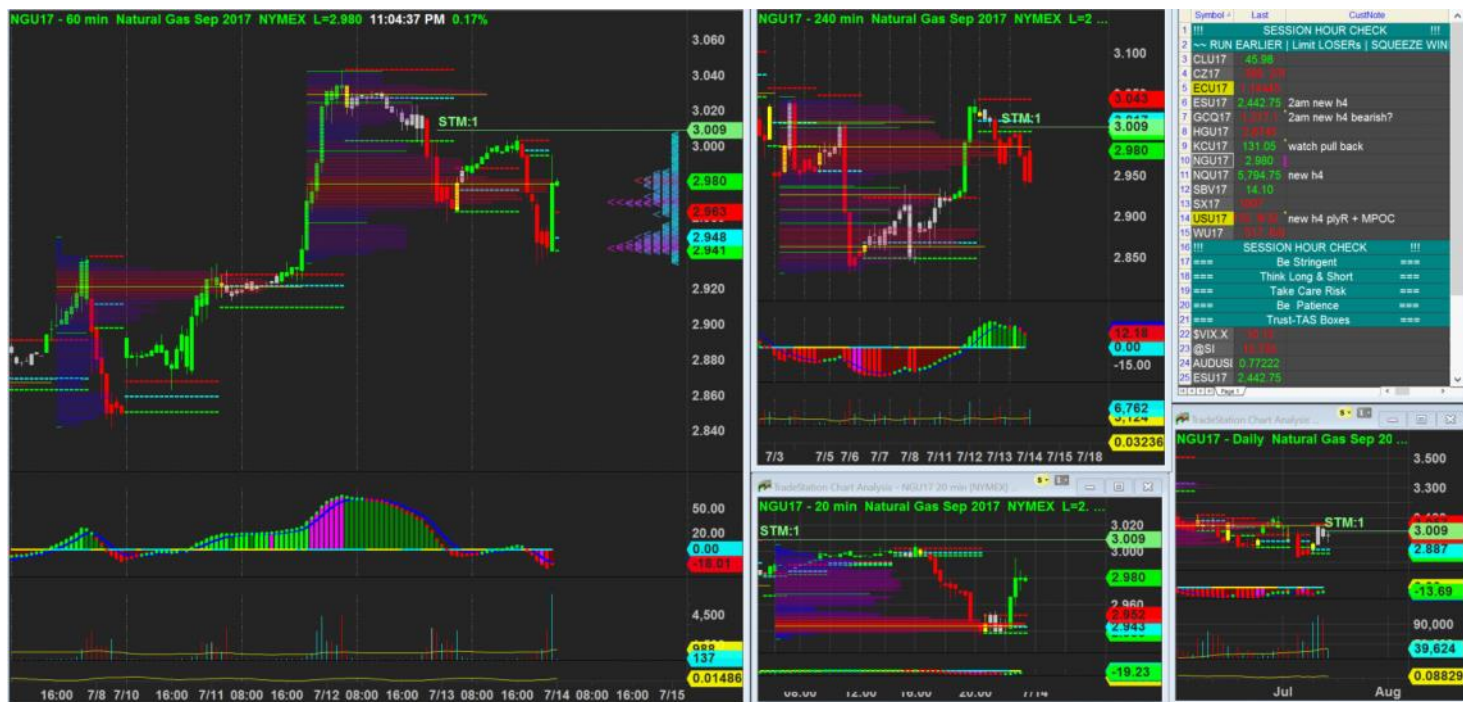 NGU17 - 60 min Natural Gas Sep 2017 NYMEX L=2.980 11:04:37 PM 0.17%
3.060
3.040
3.020
STM:1
3.009
3.000
2.980
2.963
2.948
2.941
2.920
2.900
2.880
2.860
2.840
50.00
20.00
0.00
-16.01
4,500
988
137
0.01486
16:00 7/8 7/10 16:00 7/11 08:00 16:00 7/12 08:00 16:00 7/13 08:00 16:00 7/14 08:00 16:00 7/15
NGU17 - 240 min Natural Gas Sep 2017 NYMEX L=2 ...
3.100
3.043
STM:1
3.009
2.980
2.950
2.900
2.850
12.18
0.00
-15.00
6,762
3,124
0.03236
7/3 7/5 7/6 7/7 7/8 7/11 7/12 7/13 7/14 7/15 7/18
TradeStation Chart Analysis - NGU17 20 min (NYMEX)
NGU17 - 20 min Natural Gas Sep 2017 NYMEX L=2. ...
STM:1
3.020
3.009
3.000
2.980
2.960
2.952
2.943
-19.23
08:00 12:00 16:00 20:00 7/14
Symbol Last CustNote
1 !!! SESSION HOUR CHECK !!!
2 ~~ RUN EARLIER | Limit LOSERs | SQUEEZE WIN
3 CLU17 45.98
4 CZ17
5 ECU17
6 ESU17 2,442.75 2am new h4
7 GCQ17 2am new h4 bearish?
8 HGU17
9 KCU17 131.05 watch pull back
10 NGU17 2.980
11 NQU17 5,794.75 new h4
12 SBV17 14.10
13 SX17
14 USU17 new h4 plyR + MPOC
15 WU17
16 !!! SESSION HOUR CHECK !!!
17 === Be Stringent ===
18 === Think Long & Short ===
19 === Take Care Risk ===
20 === Be Patience ===
21 === Trust-TAS Boxes ===
22 $VIX.X
23 @SI
24 AUDUSI 0.77222
25 ESU17 2,442.75
Page 1
TradeStation Chart Analysis ...
NGU17 - Daily Natural Gas Sep 20 ...
3.500
3.300
STM:1
3.009
2.887
-13.69
90,000
39,624
0.08829
Jul Aug